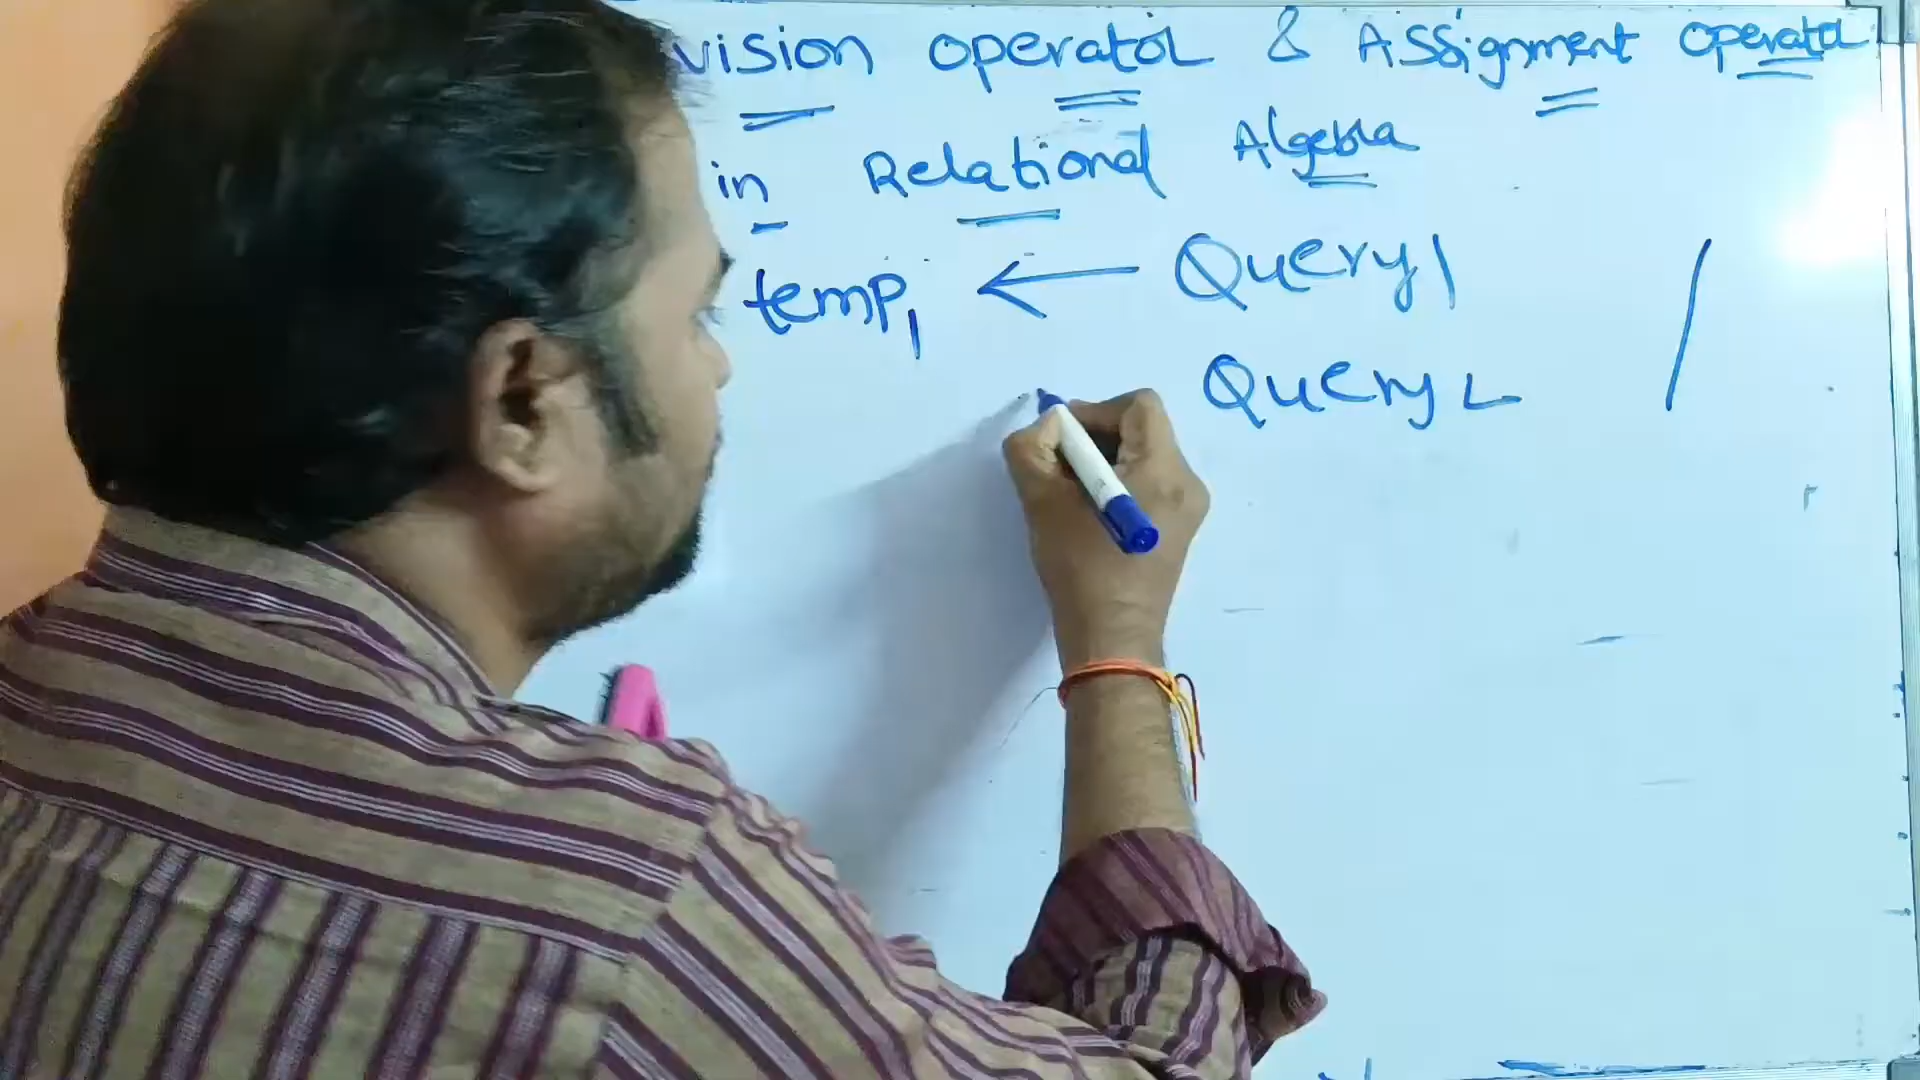 vision operator & Assignment operator
in Relational Algebra
temp1 ← Query1
Query2